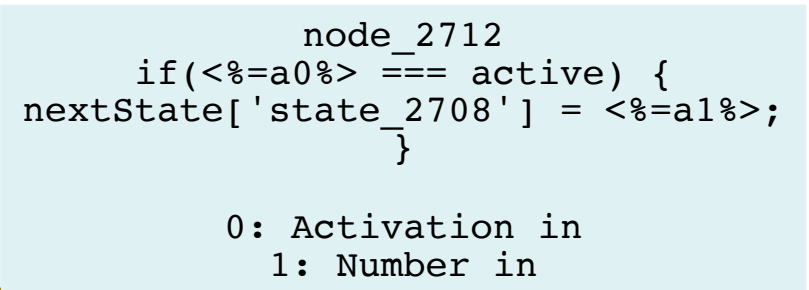 node_2712
if(<%=a0%> === active) {
nextState['state_2708'] = <%=a1%>;
}
0: Activation in
1: Number in